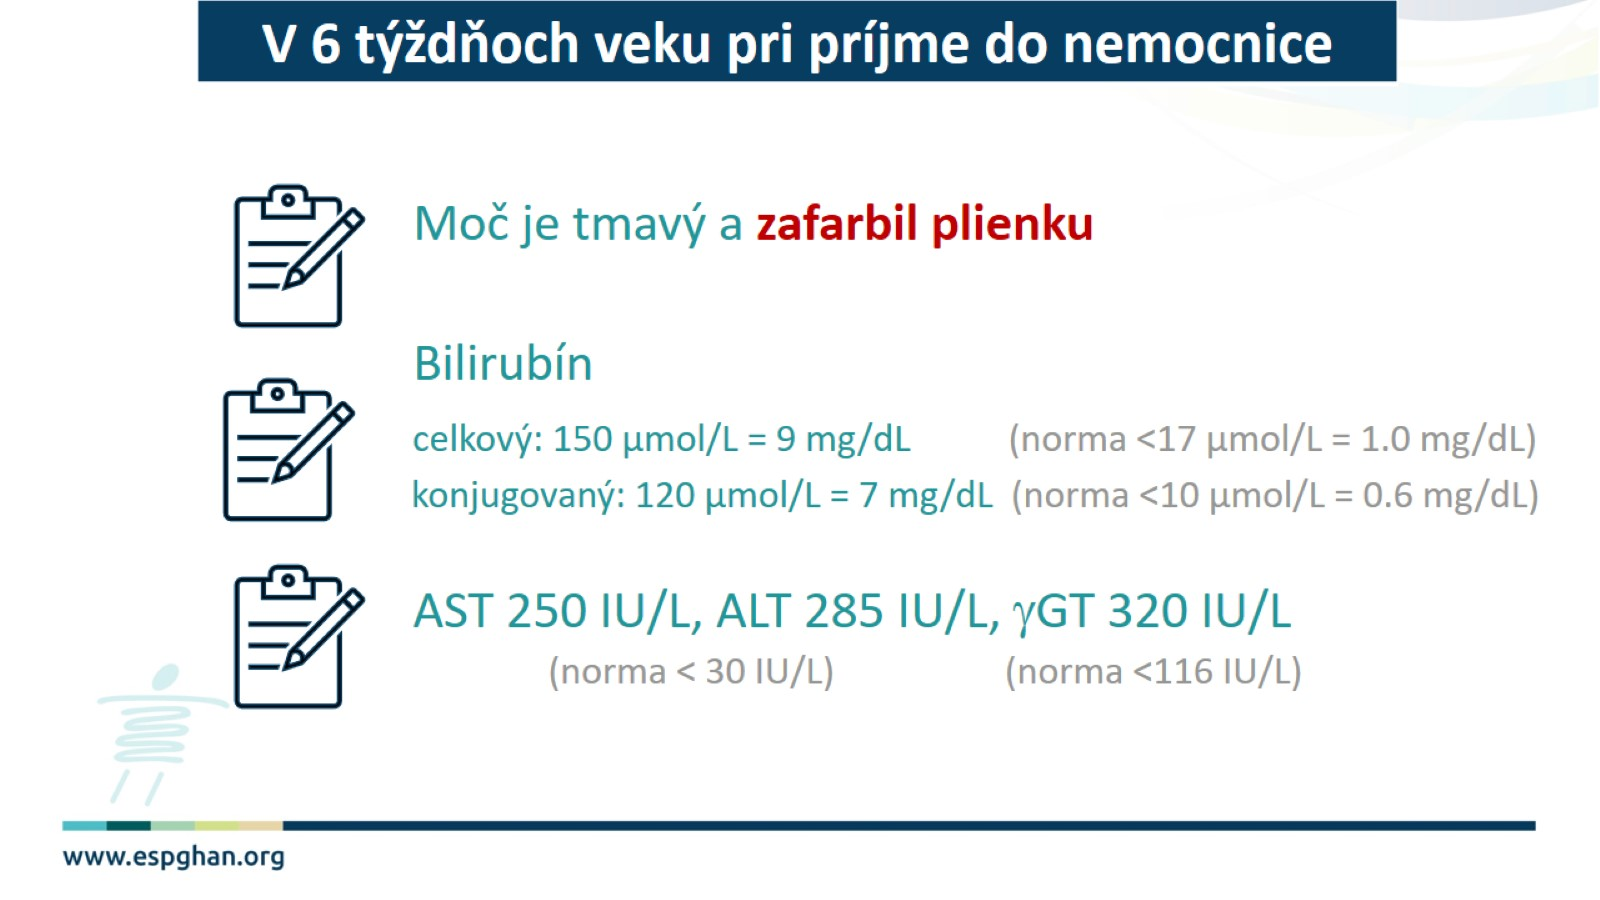 V 6 týždňoch veku pri príjme do nemocnice
Moč je tmavý a zafarbil plienku
Bilirubín
celkový: 150 µmol/L = 9 mg/dL (norma <17 µmol/L = 1.0 mg/dL)
konjugovaný: 120 µmol/L = 7 mg/dL (norma <10 µmol/L = 0.6 mg/dL)
AST 250 IU/L, ALT 285 IU/L, γGT 320 IU/L
(norma < 30 IU/L) (norma <116 IU/L)
www.espghan.org